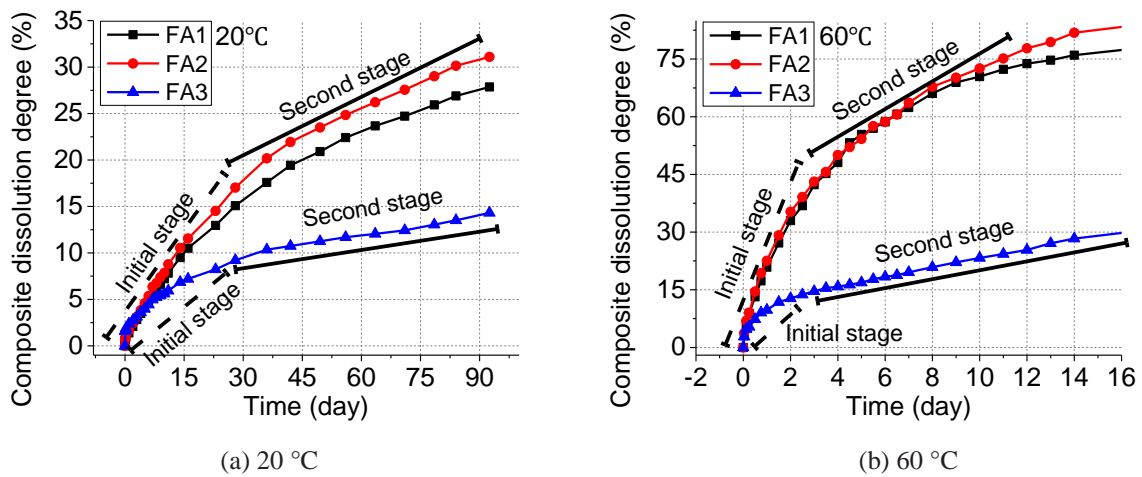 Composite dissolution degree (%)
35
30
25
20
15
10
5
0
FA1 20℃
FA2
FA3
Second stage
Initial stage
Second stage
Initial stage
0 15 30 45 60 75 90
Time (day)
(a) 20 °C
Composite dissolution degree (%)
75
60
45
30
15
0
FA1 60℃
FA2
FA3
Second stage
Initial stage
Second stage
Initial stage
-2 0 2 4 6 8 10 12 14 16
Time (day)
(b) 60 °C